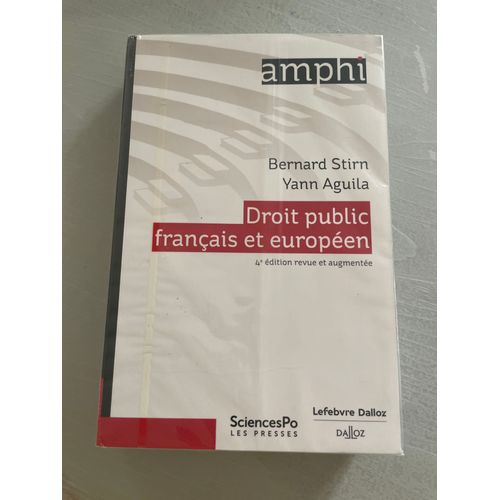 amphi
Bernard Stirn
Yann Aguila
Droit public
français et européen
4e édition revue et augmentée
SciencesPo
LES PRESSES
Lefebvre Dalloz
DALLOZ